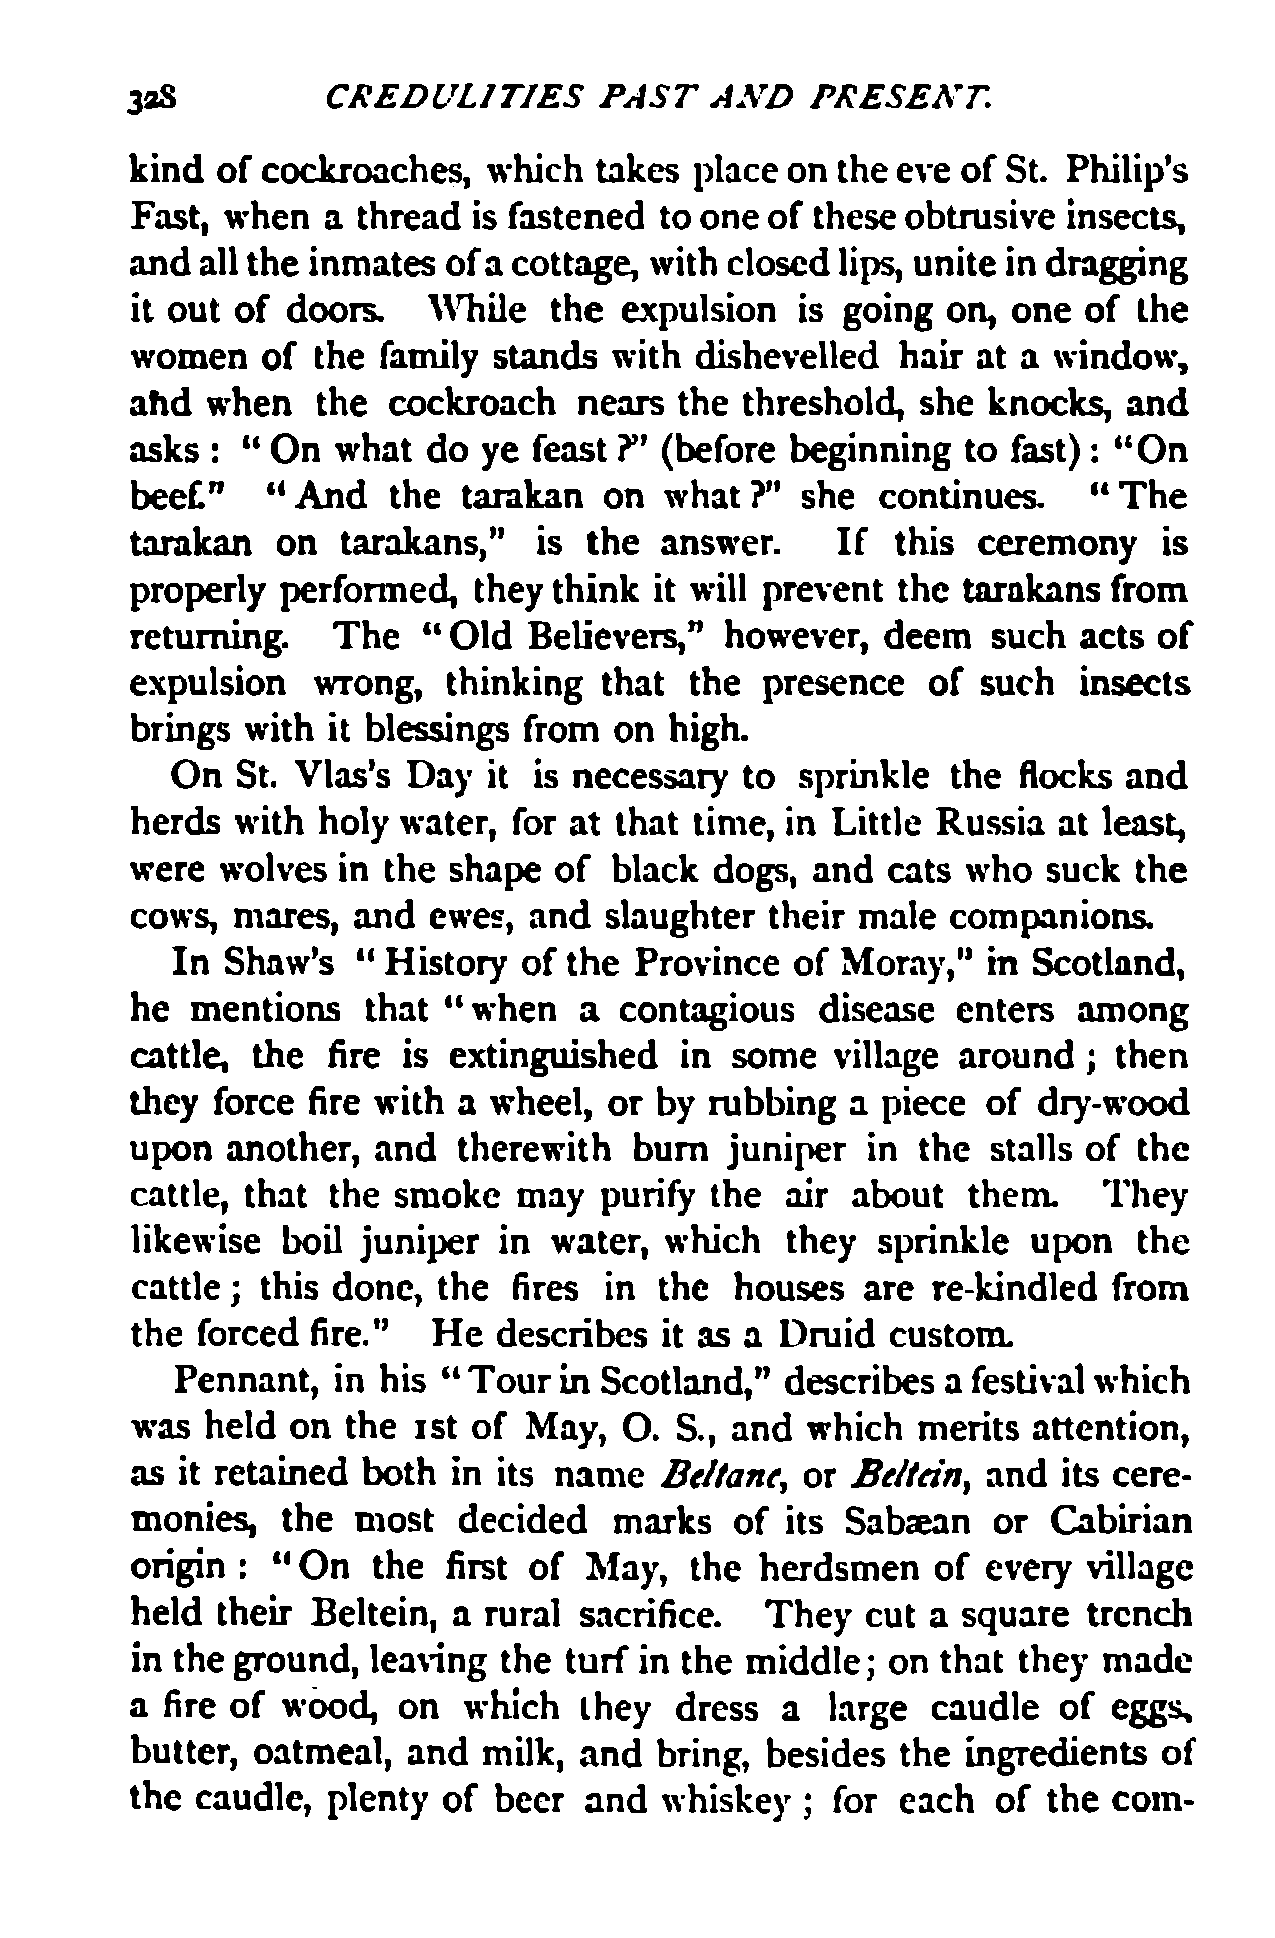 328 CREDULITIES PAST AND PRESENT.
kind of cockroaches, which takes place on the eve of St. Philip's
Fast, when a thread is fastened to one of these obtrusive insects,
and all the inmates of a cottage, with closed lips, unite in dragging
it out of doors. While the expulsion is going on, one of the
women of the family stands with dishevelled hair at a window,
and when the cockroach nears the threshold, she knocks, and
asks : "On what do ye feast ?" (before beginning to fast) : "On
beef." "And the tarakan on what ?" she continues. "The
tarakan on tarakans," is the answer. If this ceremony is
properly performed, they think it will prevent the tarakans from
returning. The "Old Believers," however, deem such acts of
expulsion wrong, thinking that the presence of such insects
brings with it blessings from on high.
On St. Vlas's Day it is necessary to sprinkle the flocks and
herds with holy water, for at that time, in Little Russia at least,
were wolves in the shape of black dogs, and cats who suck the
cows, mares, and ewes, and slaughter their male companions.
In Shaw's "History of the Province of Moray," in Scotland,
he mentions that "when a contagious disease enters among
cattle, the fire is extinguished in some village around ; then
they force fire with a wheel, or by rubbing a piece of dry-wood
upon another, and therewith burn juniper in the stalls of the
cattle, that the smoke may purify the air about them. They
likewise boil juniper in water, which they sprinkle upon the
cattle ; this done, the fires in the houses are re-kindled from
the forced fire." He describes it as a Druid custom.
Pennant, in his "Tour in Scotland," describes a festival which
was held on the 1st of May, O. S., and which merits attention,
as it retained both in its name Beltane, or Beltein, and its cere-
monies, the most decided marks of its Sabæan or Cabirian
origin : "On the first of May, the herdsmen of every village
held their Beltein, a rural sacrifice. They cut a square trench
in the ground, leaving the turf in the middle ; on that they made
a fire of wood, on which they dress a large caudle of eggs,
butter, oatmeal, and milk, and bring, besides the ingredients of
the caudle, plenty of beer and whiskey ; for each of the com-